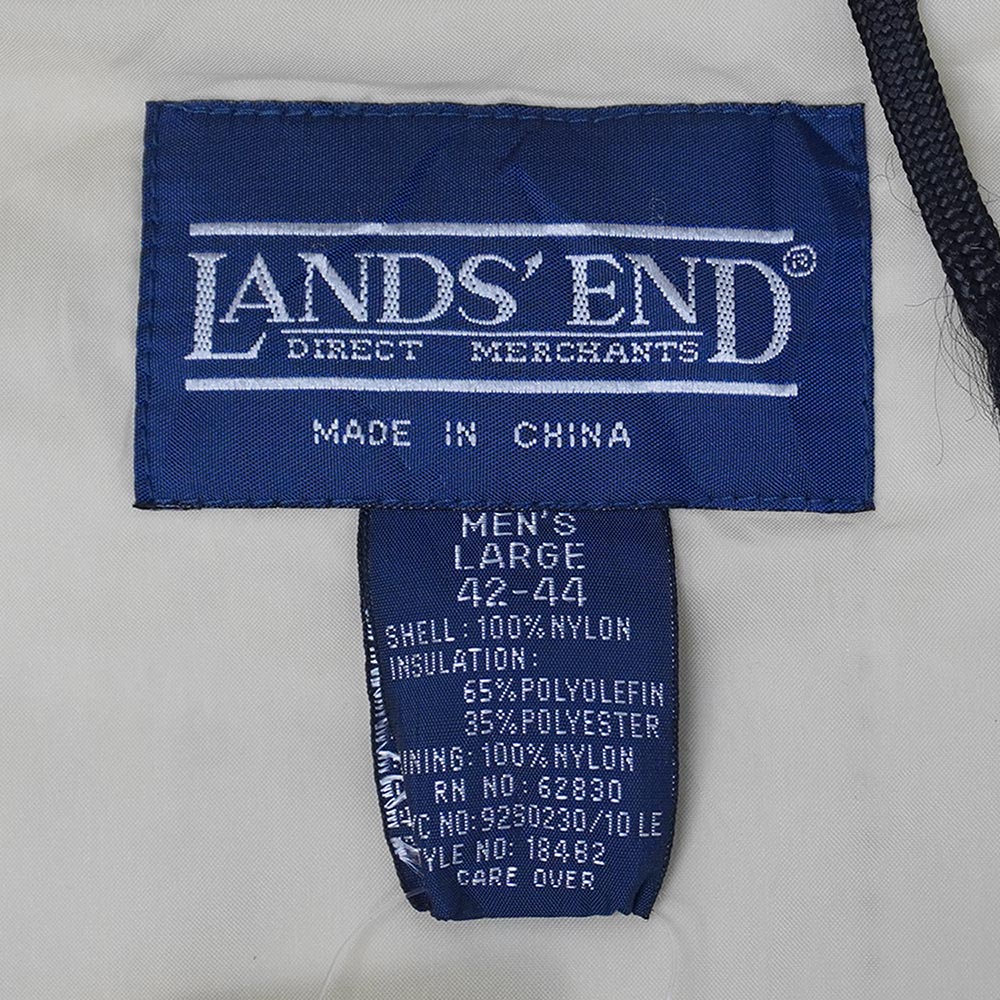 LANDS' END®
DIRECT MERCHANTS
MADE IN CHINA
MEN'S
LARGE
42-44
SHELL: 100% NYLON
INSULATION:
65% POLYOLEFIN
35% POLYESTER
INING: 100% NYLON
RN NO: 62830
C NO: 9250230/10 LE
YLE NO: 18482
CARE OVER